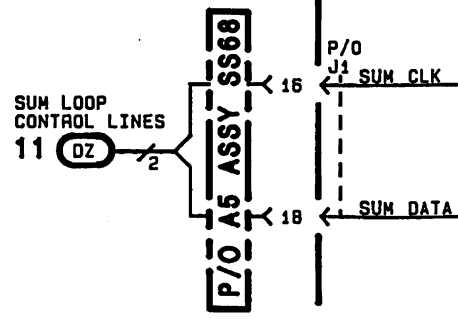 P/O A5 ASSY SS68
P/O
J1
SUM CLK
16
SUM LOOP
CONTROL LINES
11 DZ
2
18
SUM DATA